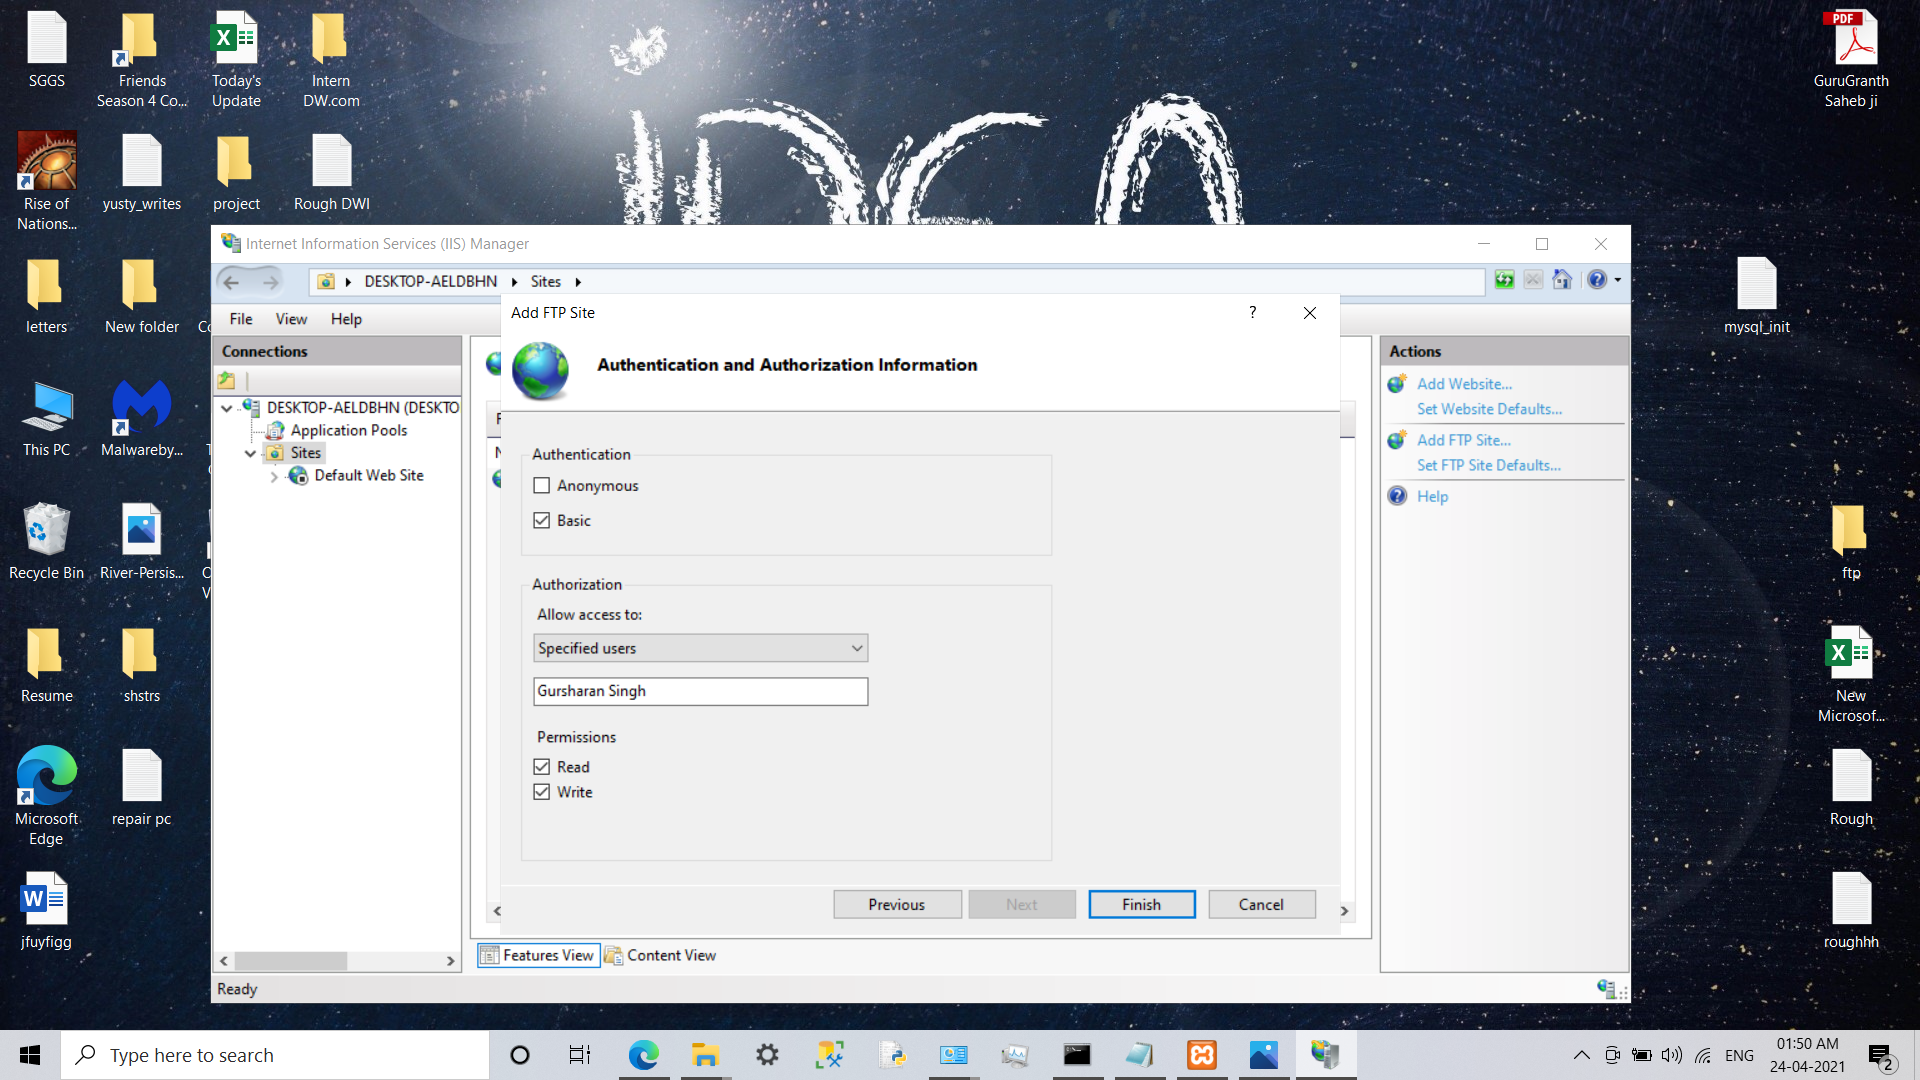 SGGS
Friends
Season 4 Co...
Today's
Update
Intern
DW.com
PDF
GuruGranth
Saheb ji
Rise of
Nations...
yusty_writes
project
Rough DWI
letters
New folder
mysql_init
This PC
Malwareby...
Recycle Bin
River-Persis...
ftp
Resume
shstrs
New
Microsof...
Microsoft
Edge
repair pc
Rough
jfuyfigg
roughhh
Internet Information Services (IIS) Manager
DESKTOP-AELDBHN
Sites
File View Help
Connections
DESKTOP-AELDBHN (DESKTO
Application Pools
Sites
Default Web Site
Add FTP Site
?
Authentication and Authorization Information
Authentication
Anonymous
Basic
Authorization
Allow access to:
Specified users
Gursharan Singh
Permissions
Read
Write
Previous Next Finish Cancel
Features View Content View
Actions
Add Website...
Set Website Defaults...
Add FTP Site...
Set FTP Site Defaults...
Help
Ready
Type here to search
ENG
01:50 AM
24-04-2021
2